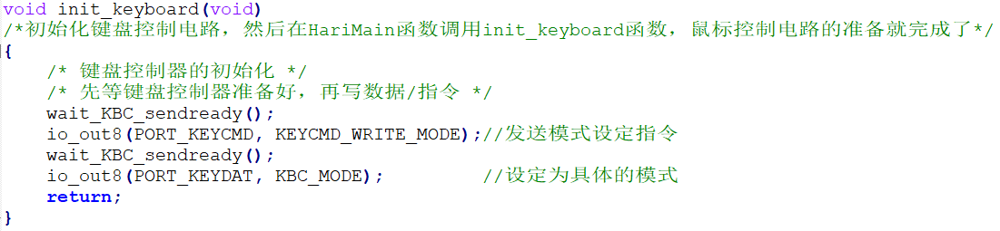 void init_keyboard(void)
/*初始化键盘控制电路，然后在HariMain函数调用init_keyboard函数，鼠标控制电路的准备就完成了*/
{
    /* 键盘控制器的初始化 */
    /* 先等键盘控制器准备好，再写数据/指令 */
    wait_KBC_sendready();
    io_out8(PORT_KEYCMD, KEYCMD_WRITE_MODE);//发送模式设定指令
    wait_KBC_sendready();
    io_out8(PORT_KEYDAT, KBC_MODE);         //设定为具体的模式
    return;
}